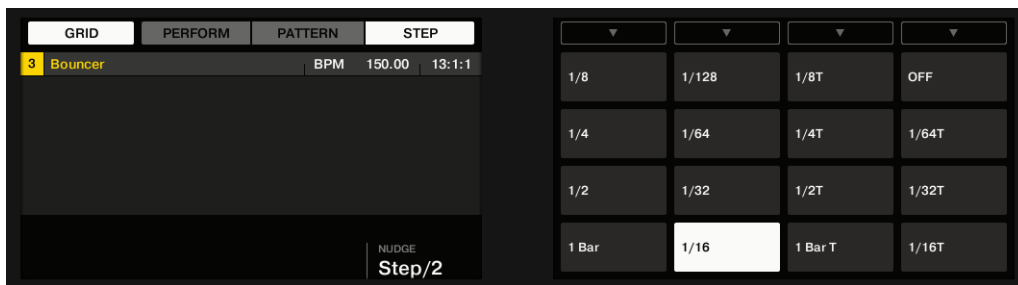 GRID PERFORM PATTERN STEP
3 Bouncer BPM 150.00 13:1:1
NUDGE
Step/2
1/8 1/128 1/8T OFF
1/4 1/64 1/4T 1/64T
1/2 1/32 1/2T 1/32T
1 Bar 1/16 1 Bar T 1/16T